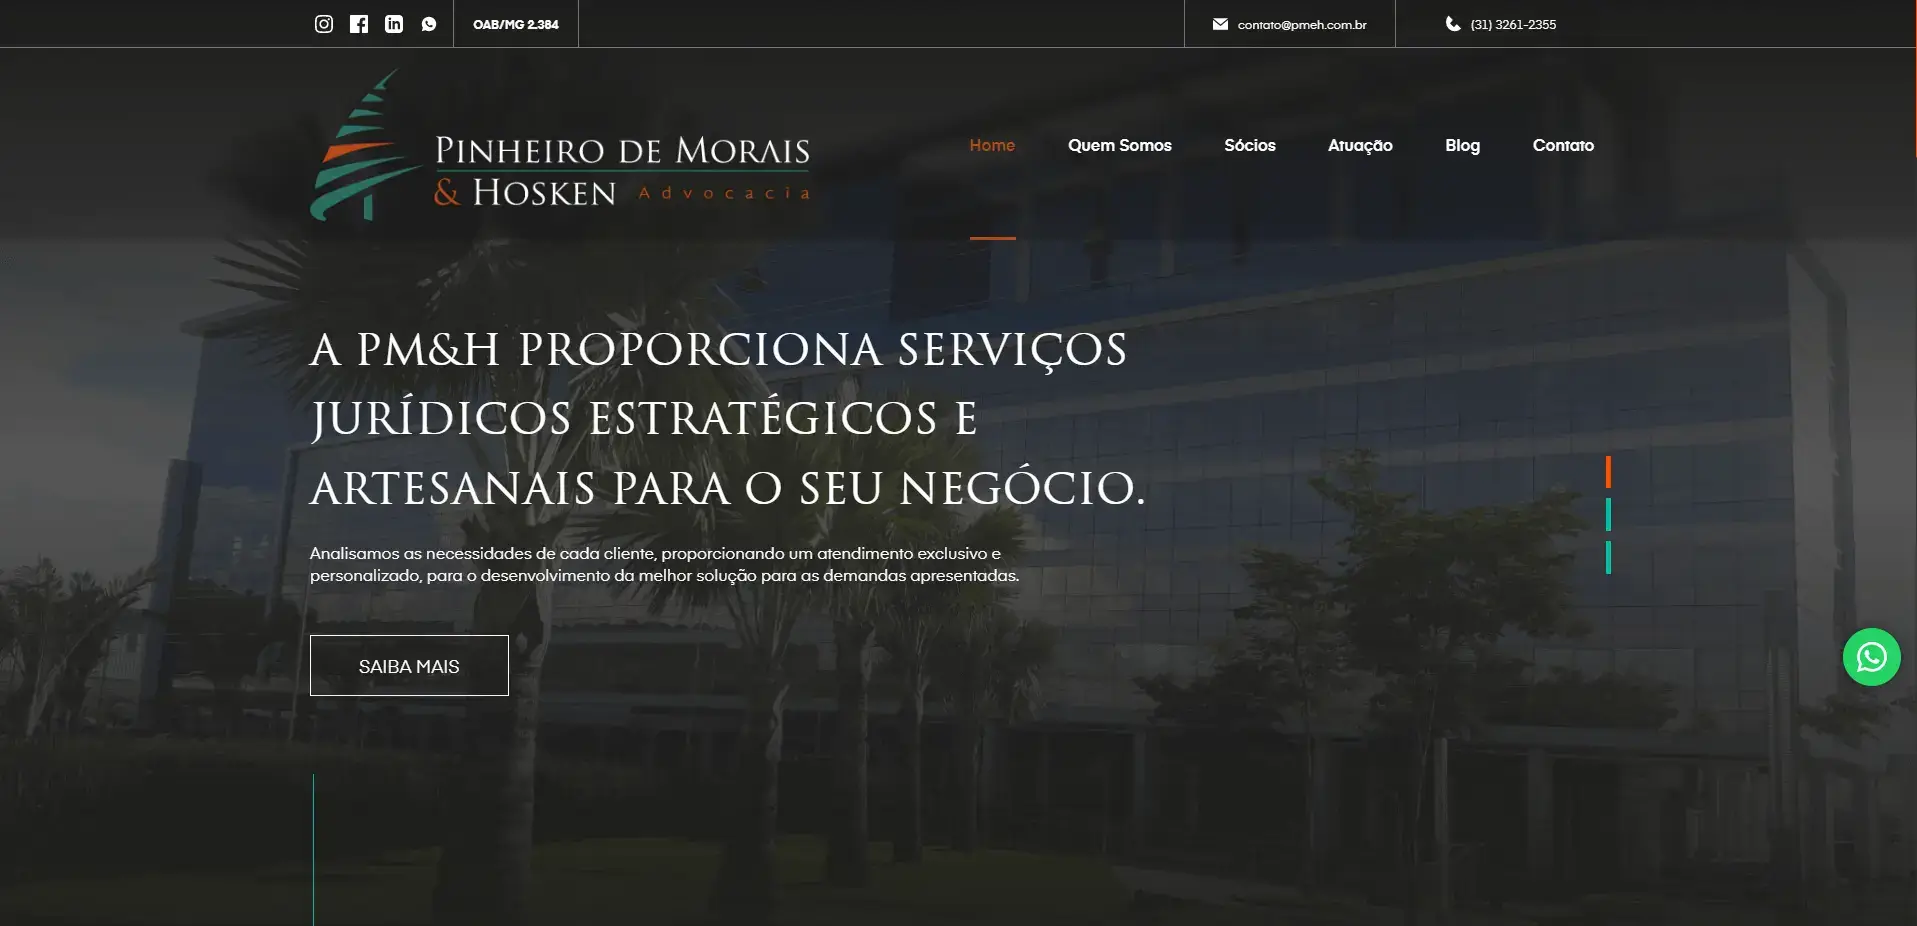 OAB/MG 2.384
contato@pmeh.com.br
(31) 3261-2355
PINHEIRO DE MORAIS
& HOSKEN Advocacia
Home
Quem Somos
Sócios
Atuação
Blog
Contato
A PM&H PROPORCIONA SERVIÇOS
JURÍDICOS ESTRATÉGICOS E
ARTESANAIS PARA O SEU NEGÓCIO.
Analisamos as necessidades de cada cliente, proporcionando um atendimento exclusivo e
personalizado, para o desenvolvimento da melhor solução para as demandas apresentadas.
SAIBA MAIS